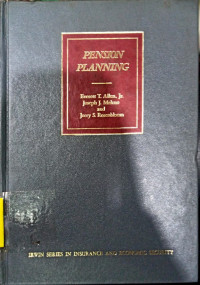 PENSION
PLANNING
Everett T. Allen, Jr.
Joseph J. Melone
and
Jerry S. Rosenbloom
IRWIN SERIES IN INSURANCE AND ECONOMIC SECURITY